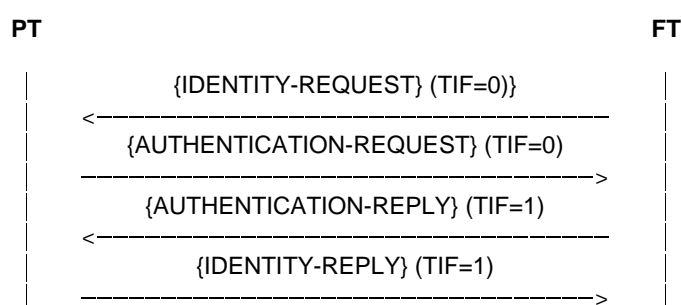 PT FT
{IDENTITY-REQUEST} (TIF=0)}
{AUTHENTICATION-REQUEST} (TIF=0)
{AUTHENTICATION-REPLY} (TIF=1)
{IDENTITY-REPLY} (TIF=1)